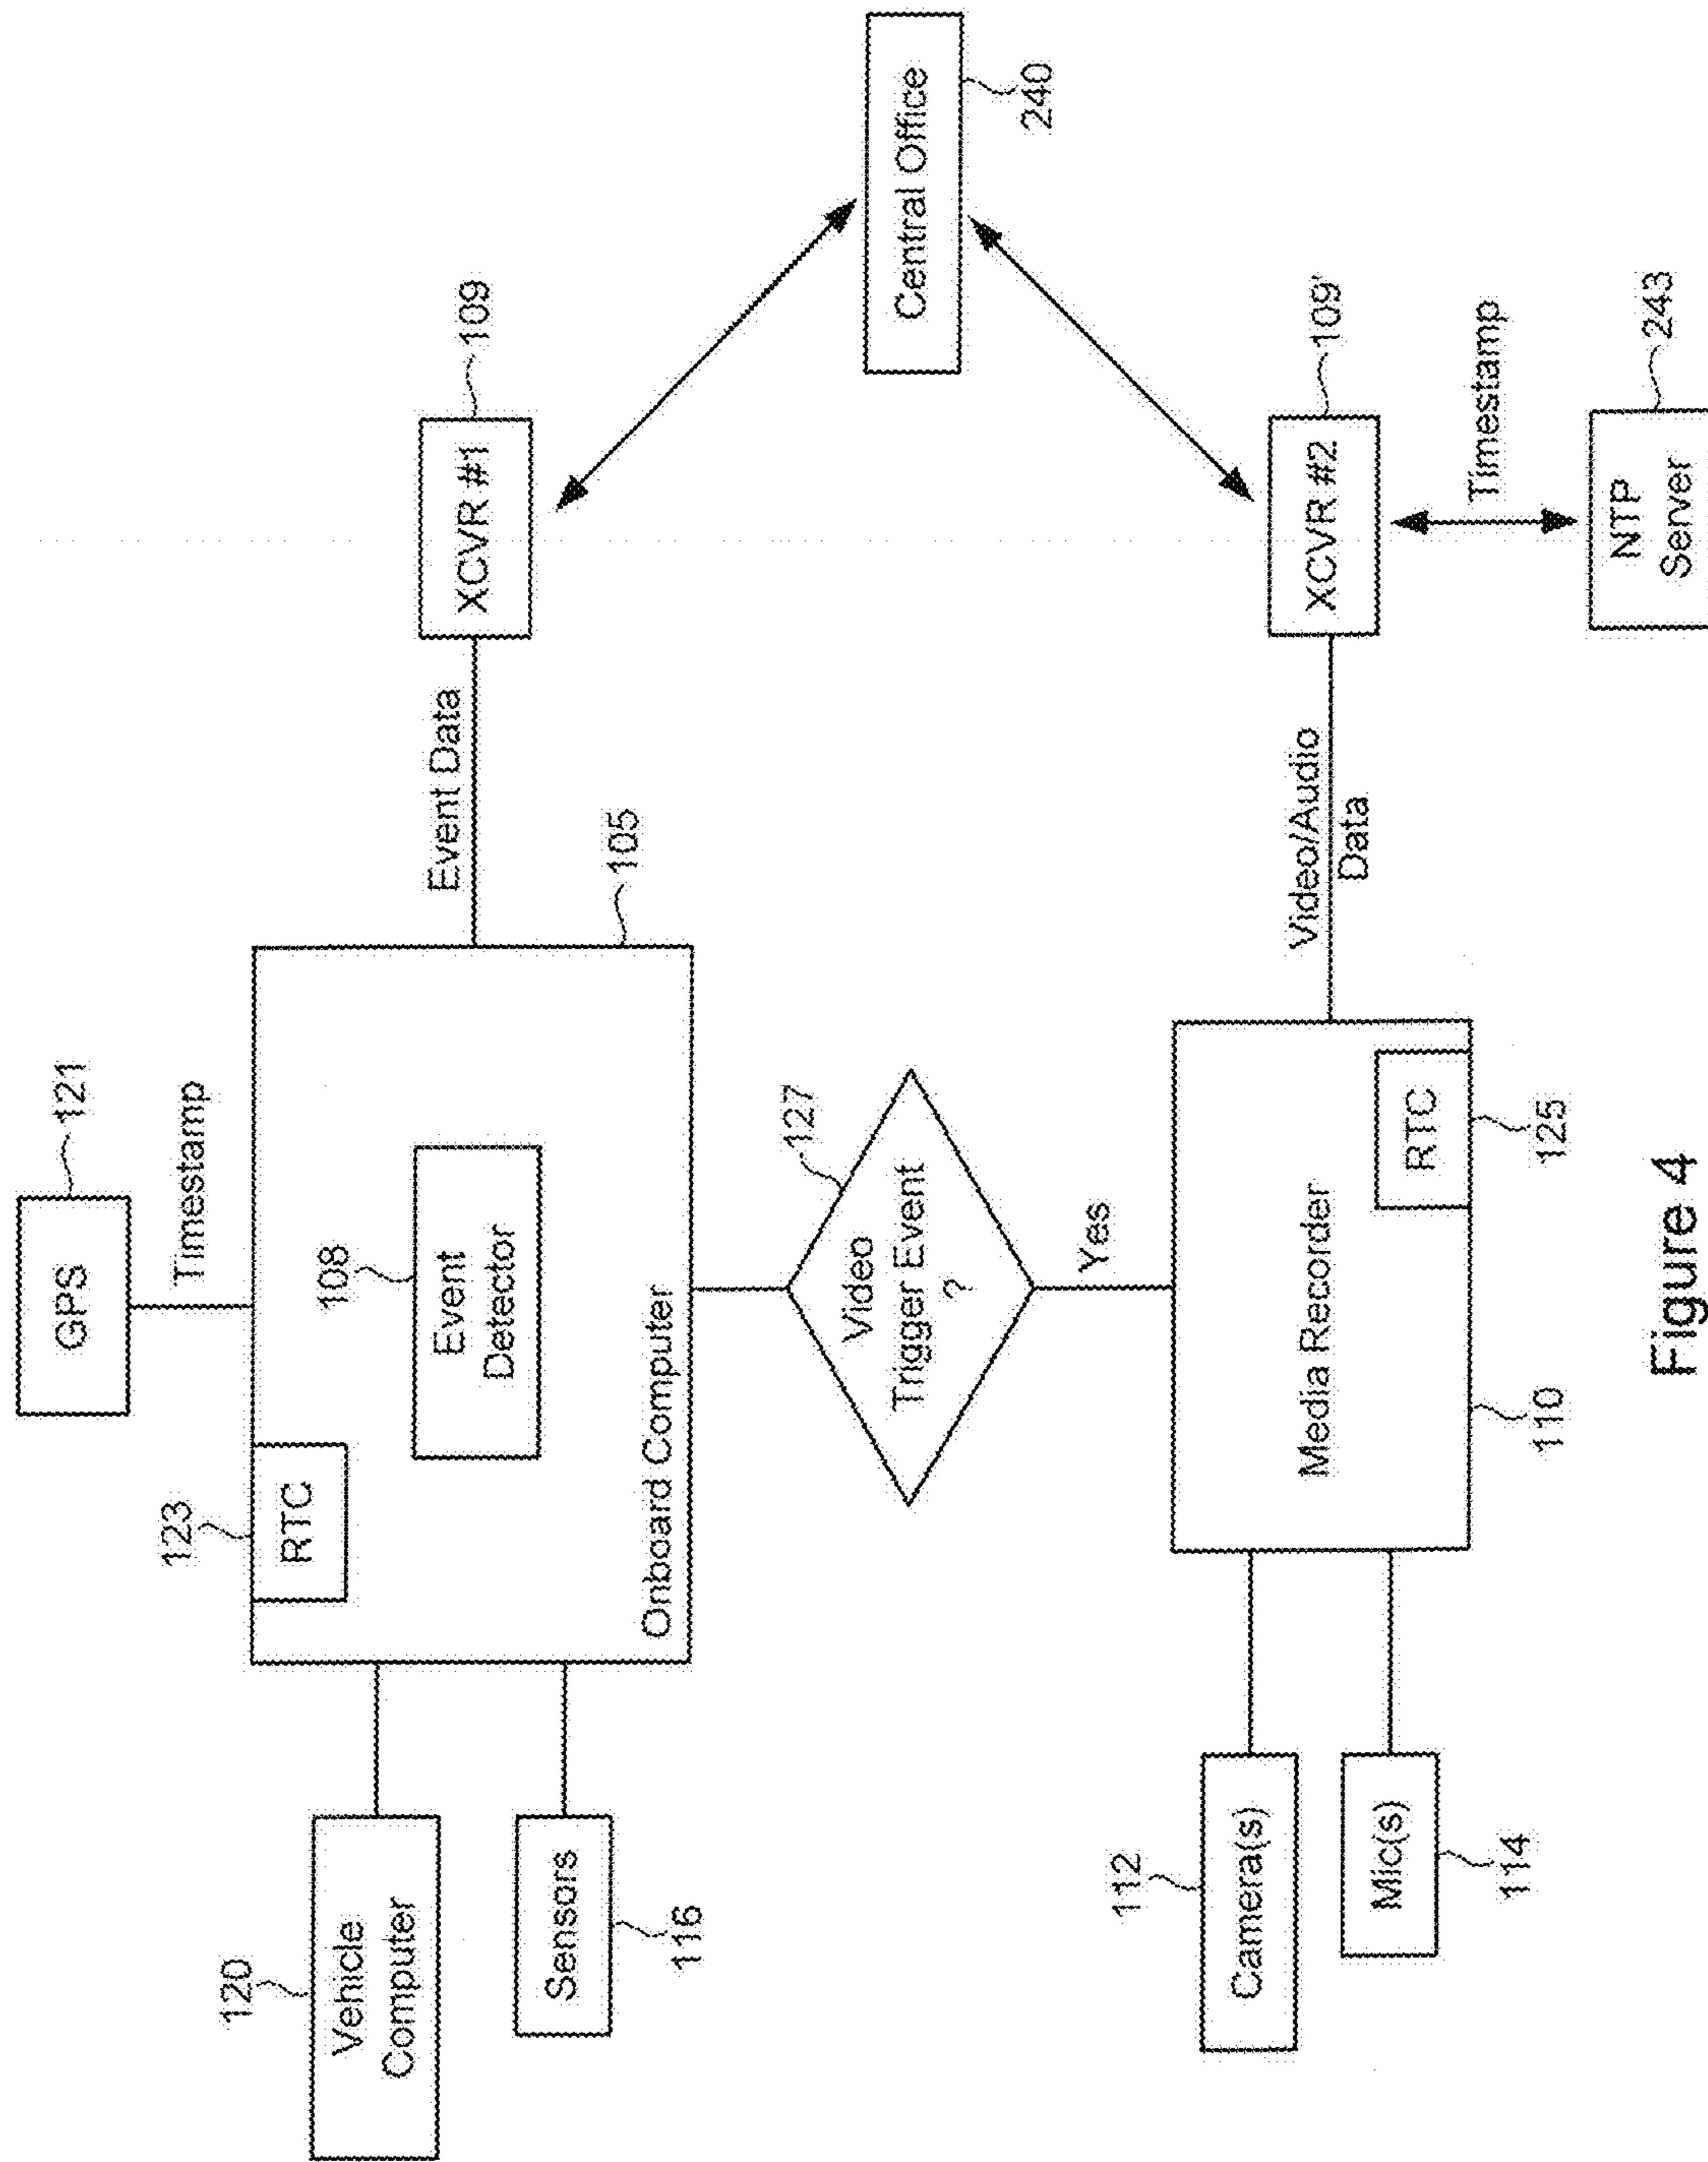 121
GPS
Timestamp
123
RTC
108
Event
Detector
Onboard Computer
105
120
Vehicle
Computer
Sensors
116
Event Data
XCVR #1
109
Central Office
240
Video
Trigger Event
?
127
Yes
112
Camera(s)
Mic(s)
114
Media Recorder
RTC
125
110
Video/Audio
Data
XCVR #2
109'
Timestamp
NTP
Server
243
Figure 4